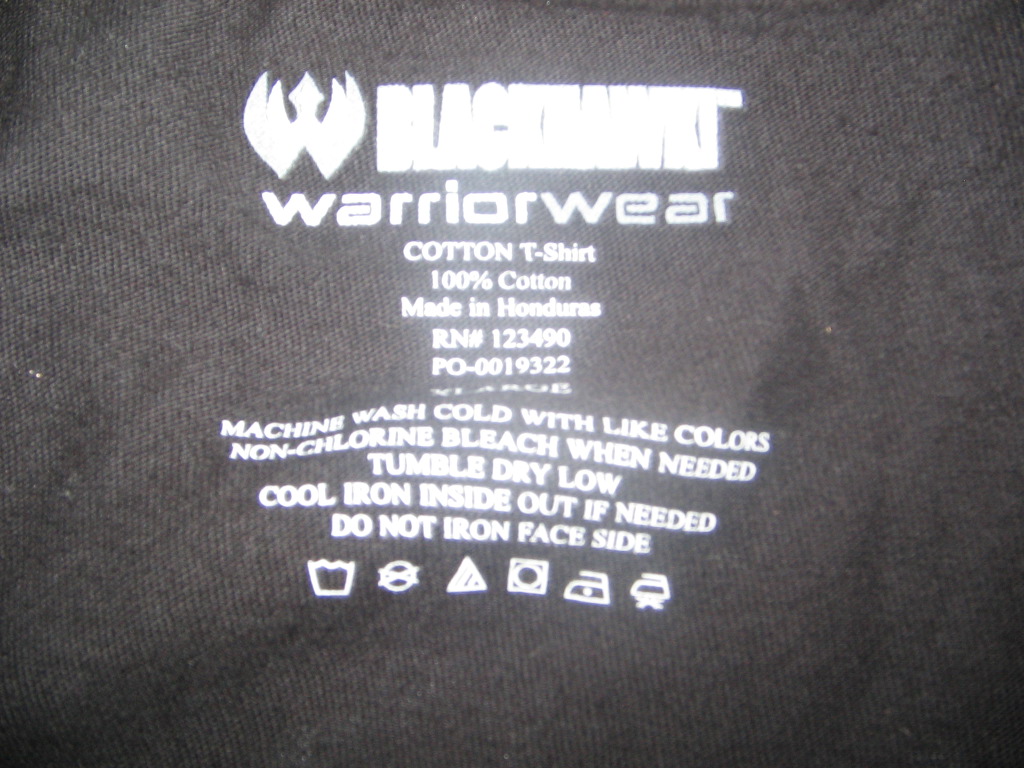 BLACKHAWK!
warriorwear
COTTON T-Shirt
100% Cotton
Made in Honduras
RN# 123490
PO-0019322
XLARGE
MACHINE WASH COLD WITH LIKE COLORS
NON-CHLORINE BLEACH WHEN NEEDED
TUMBLE DRY LOW
COOL IRON INSIDE OUT IF NEEDED
DO NOT IRON FACE SIDE